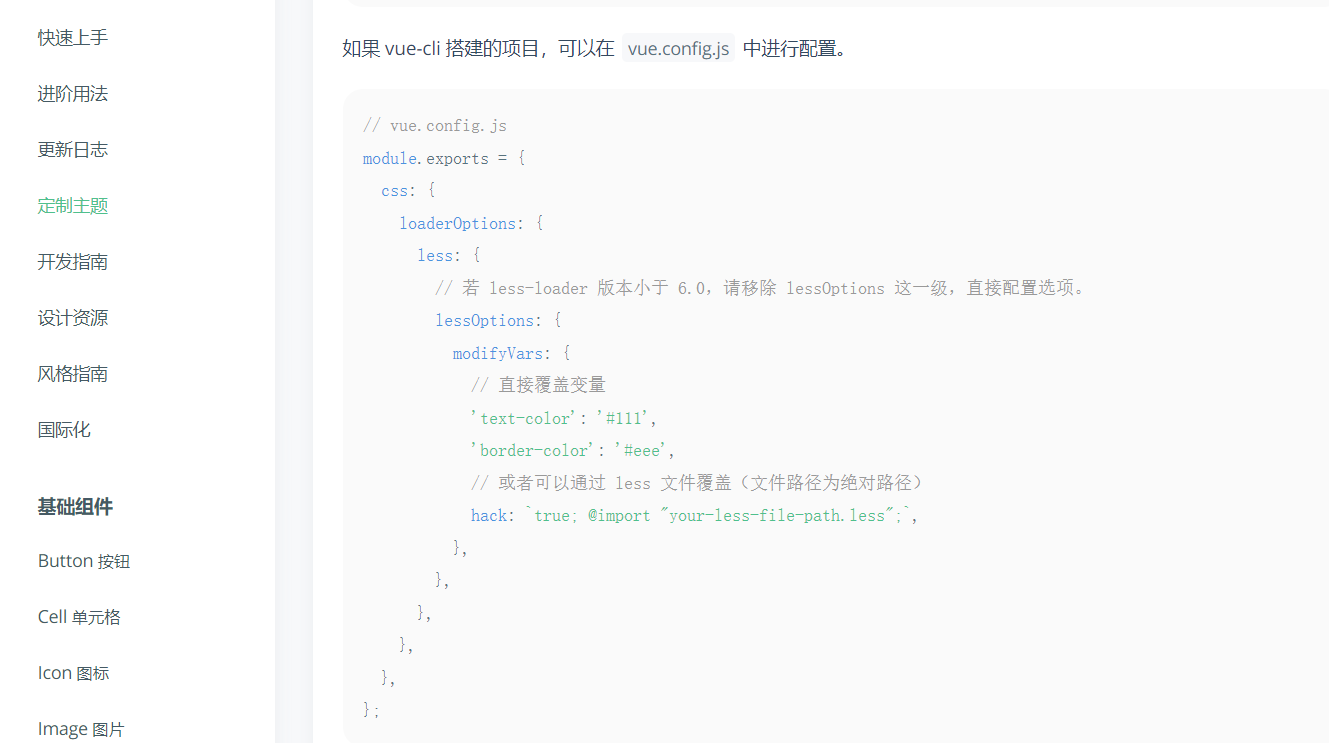 快速上手
进阶用法
更新日志
定制主题
开发指南
设计资源
风格指南
国际化
基础组件
Button 按钮
Cell 单元格
Icon 图标
Image 图片
如果 vue-cli 搭建的项目，可以在 vue.config.js 中进行配置。
// vue.config.js
module.exports = {
  css: {
    loaderOptions: {
      less: {
        // 若 less-loader 版本小于 6.0，请移除 lessOptions 这一级，直接配置选项。
        lessOptions: {
          modifyVars: {
            // 直接覆盖变量
            'text-color': '#111',
            'border-color': '#eee',
            // 或者可以通过 less 文件覆盖（文件路径为绝对路径）
            hack: `true; @import "your-less-file-path.less";`,
          },
        },
      },
    },
  },
};